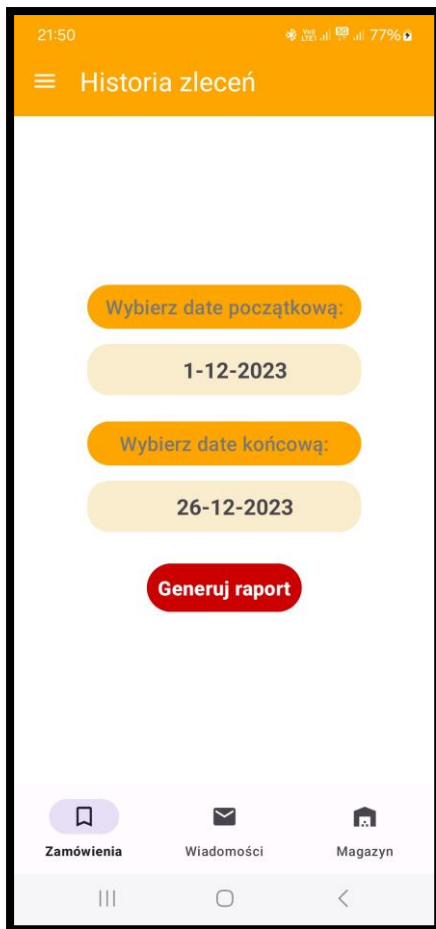 21:50 77%
Historia zleceń
Wybierz date początkową:
1-12-2023
Wybierz date końcową:
26-12-2023
Generuj raport
Zamówienia Wiadomości Magazyn